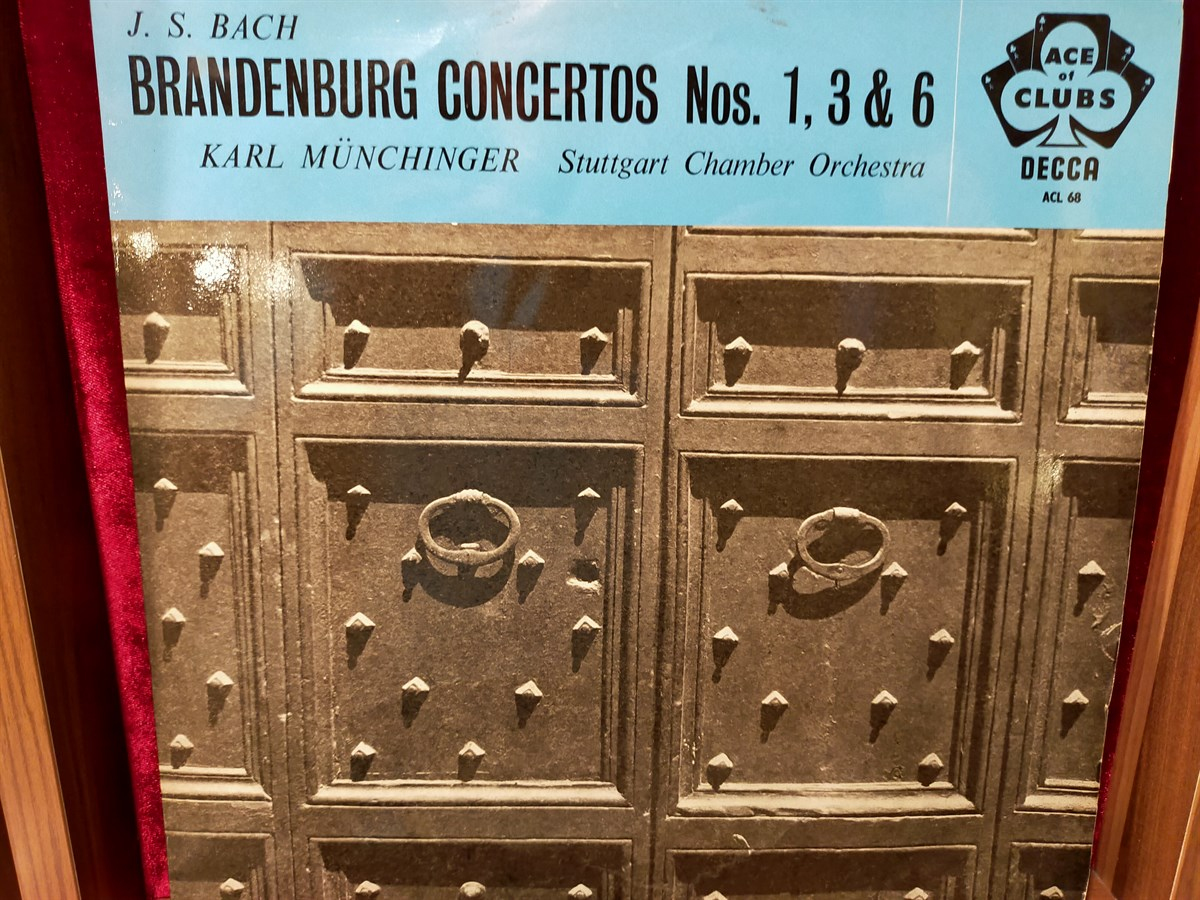 J. S. BACH
BRANDENBURG CONCERTOS Nos. 1, 3 & 6
KARL MÜNCHINGER Stuttgart Chamber Orchestra
ACE
of
CLUBS
DECCA
ACL 68